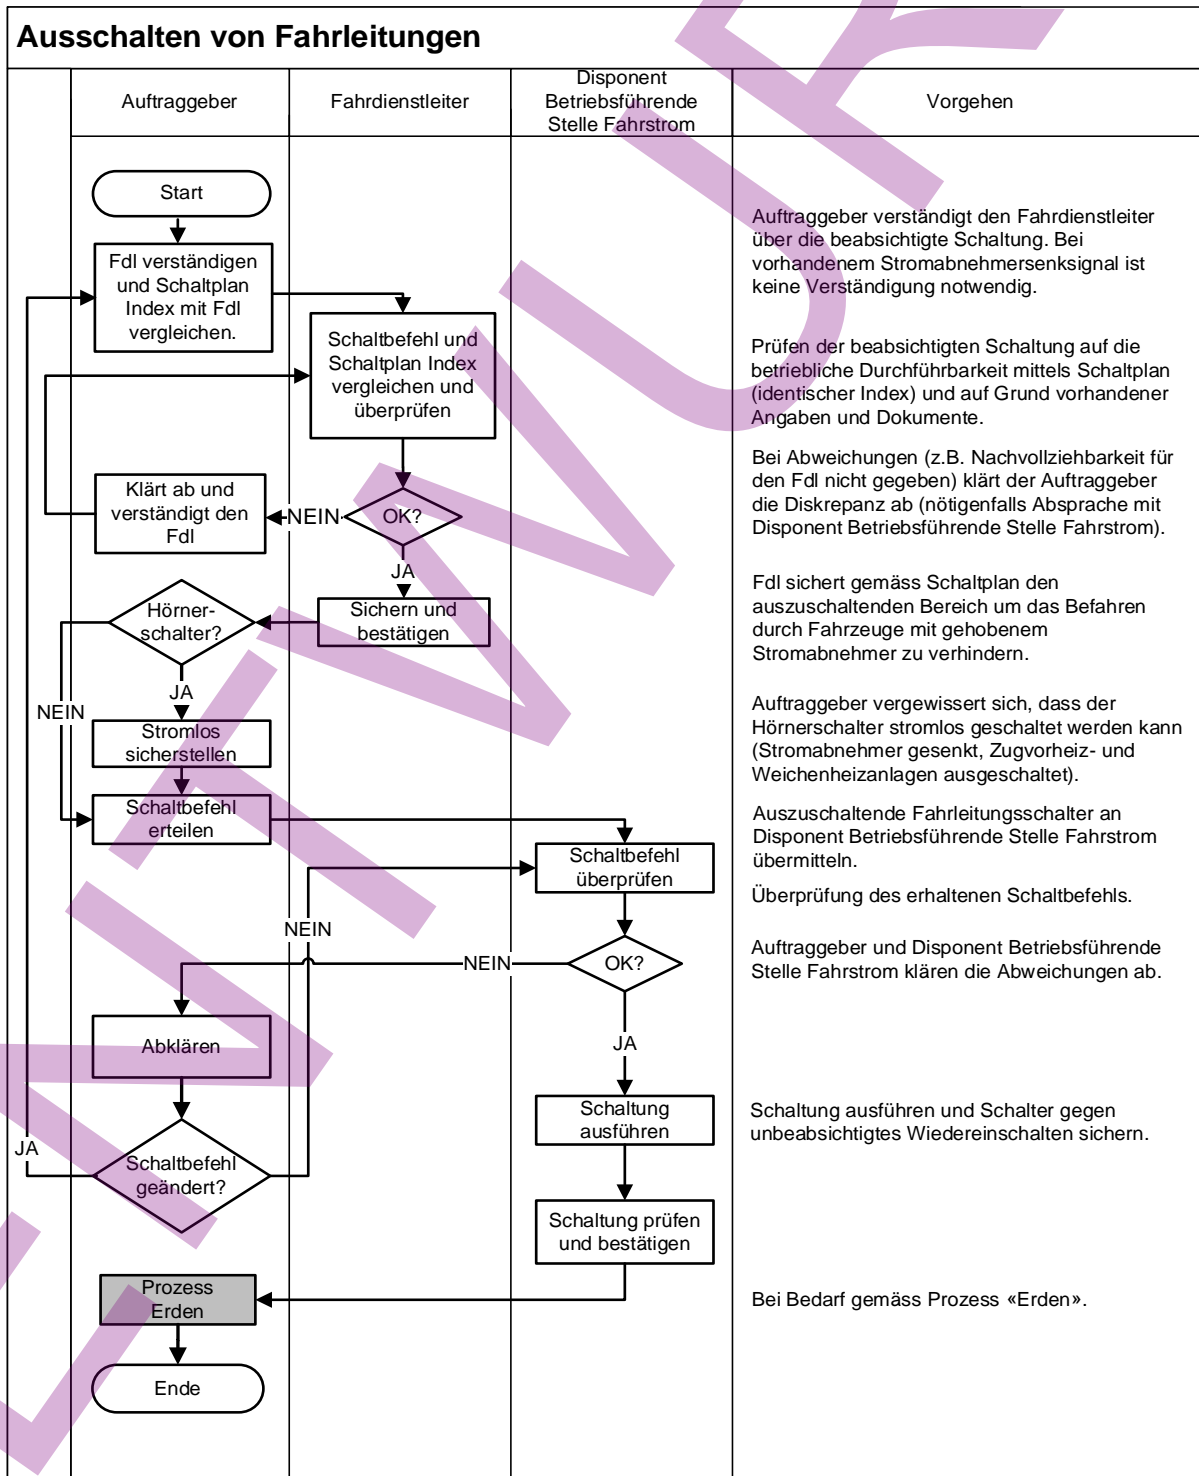 Ausschalten von Fahrleitungen
Auftraggeber
Fahrdienstleiter
Disponent
Betriebsführende
Stelle Fahrstrom
Vorgehen
Start
Auftraggeber verständigt den Fahrdienstleiter
über die beabsichtigte Schaltung. Bei
vorhandenem Stromabnehmersenksignal ist
keine Verständigung notwendig.
Fdl verständigen
und Schaltplan
Index mit Fdl
vergleichen.
Schaltbefehl und
Schaltplan Index
vergleichen und
überprüfen
Prüfen der beabsichtigten Schaltung auf die
betriebliche Durchführbarkeit mittels Schaltplan
(identischer Index) und auf Grund vorhandener
Angaben und Dokumente.
Klärt ab und
verständigt den
Fdl
NEIN
OK?
Bei Abweichungen (z.B. Nachvollziehbarkeit für
den Fdl nicht gegeben) klärt der Auftraggeber
die Diskrepanz ab (nötigenfalls Absprache mit
Disponent Betriebsführende Stelle Fahrstrom).
JA
Hörner-
schalter?
Sichern und
bestätigen
Fdl sichert gemäss Schaltplan den
auszuschaltenden Bereich um das Befahren
durch Fahrzeuge mit gehobenem
Stromabnehmer zu verhindern.
JA
NEIN
Stromlos
sicherstellen
Auftraggeber vergewissert sich, dass der
Hörnerschalter stromlos geschaltet werden kann
(Stromabnehmer gesenkt, Zugvorheiz- und
Weichenheizanlagen ausgeschaltet).
Schaltbefehl
erteilen
Auszuschaltende Fahrleitungsschalter an
Disponent Betriebsführende Stelle Fahrstrom
übermitteln.
Schaltbefehl
überprüfen
Überprüfung des erhaltenen Schaltbefehls.
NEIN
NEIN
OK?
Auftraggeber und Disponent Betriebsführende
Stelle Fahrstrom klären die Abweichungen ab.
Abklären
JA
Schaltung
ausführen
Schaltung ausführen und Schalter gegen
unbeabsichtigtes Wiedereinschalten sichern.
JA
Schaltbefehl
geändert?
Schaltung prüfen
und bestätigen
Prozess
Erden
Bei Bedarf gemäss Prozess «Erden».
Ende
ENTWUR